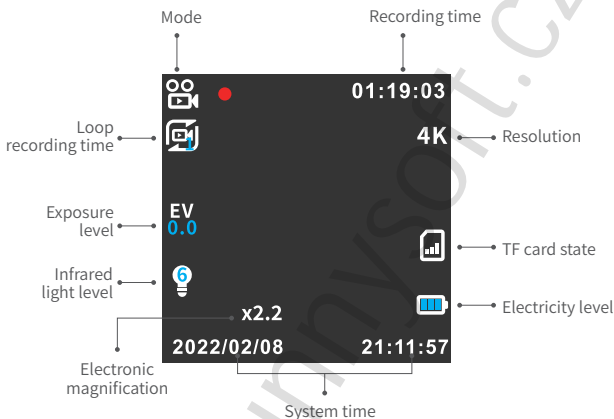 Mode
Recording time
01:19:03
Loop
recording time
1
4K
Resolution
Exposure
level
EV
0.0
TF card state
Infrared
light level
6
Electricity level
x2.2
2022/02/08
21:11:57
Electronic
magnification
System time